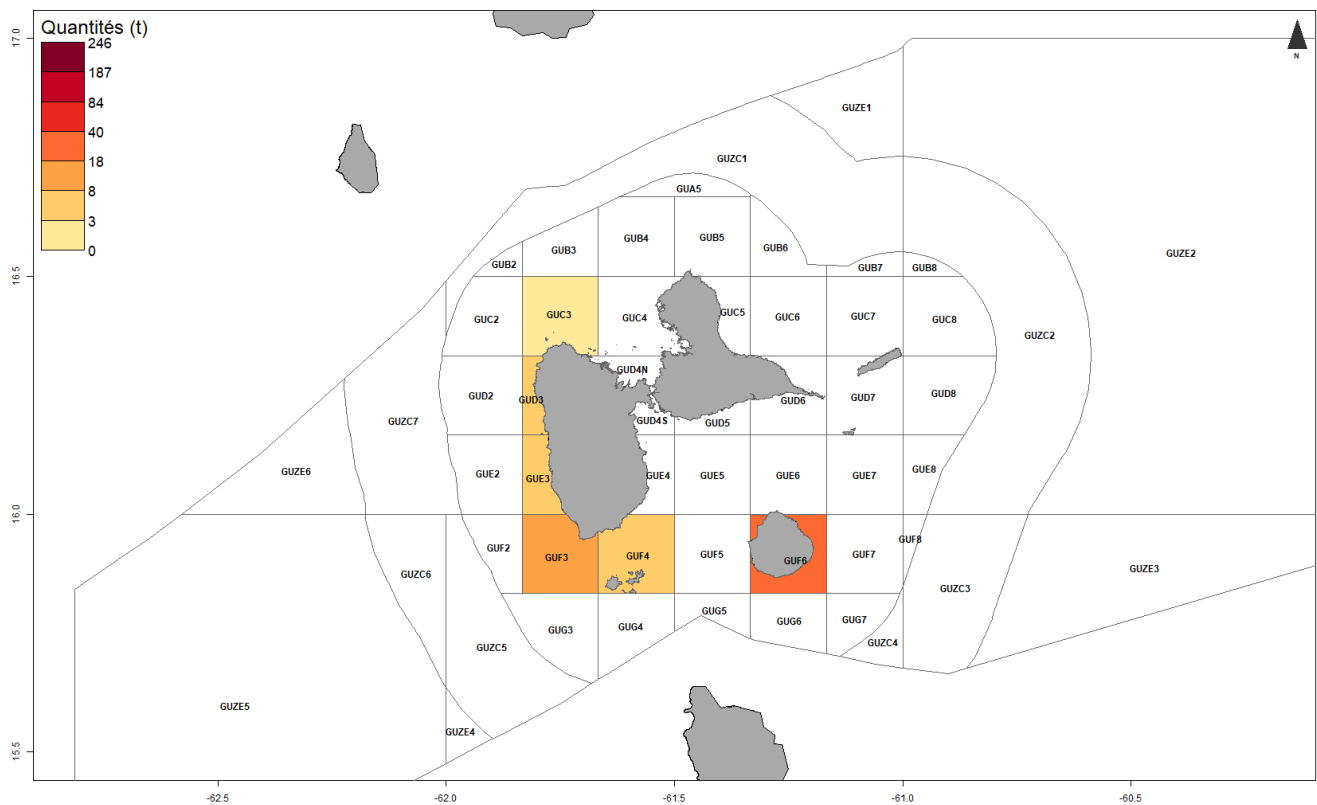 Quantités (t)
246
187
84
40
18
8
3
0
N
17.0
16.5
16.0
15.5
-62.5
-62.0
-61.5
-61.0
-60.5
GUZE1
GUZC1
GUA5
GUB4
GUB5
GUB3
GUB6
GUZE2
GUB2
GUB7
GUB8
GUC2
GUC3
GUC4
GUC5
GUC6
GUC7
GUC8
GUZC2
GUD4N
GUD2
GUD3
GUD6
GUD7
GUD8
GUZC7
GUD4S
GUD5
GUZE6
GUE2
GUE3
GUE4
GUE5
GUE6
GUE7
GUE8
GUF2
GUF3
GUF4
GUF5
GUF6
GUF7
GUF8
GUZE3
GUZC6
GUZC3
GUG5
GUG3
GUG4
GUG6
GUG7
GUZC5
GUZC4
GUZE5
GUZE4